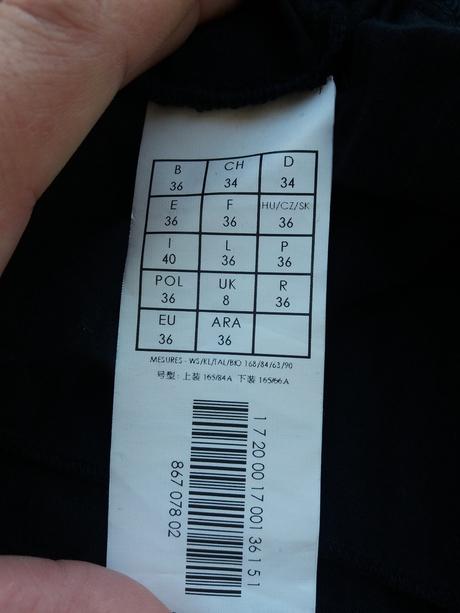 B CH D
36 34 34
E F HU/CZ/SK
36 36 36
I L P
40 36 36
POL UK R
36 8 36
EU ARA
36 36
MESURES - WS/KL/TAL/BIO 168/84/63/90
号型: 上装 165/84A 下装 165/66A
1 7 20 00 17 001 36 1 5 1
867 078 02